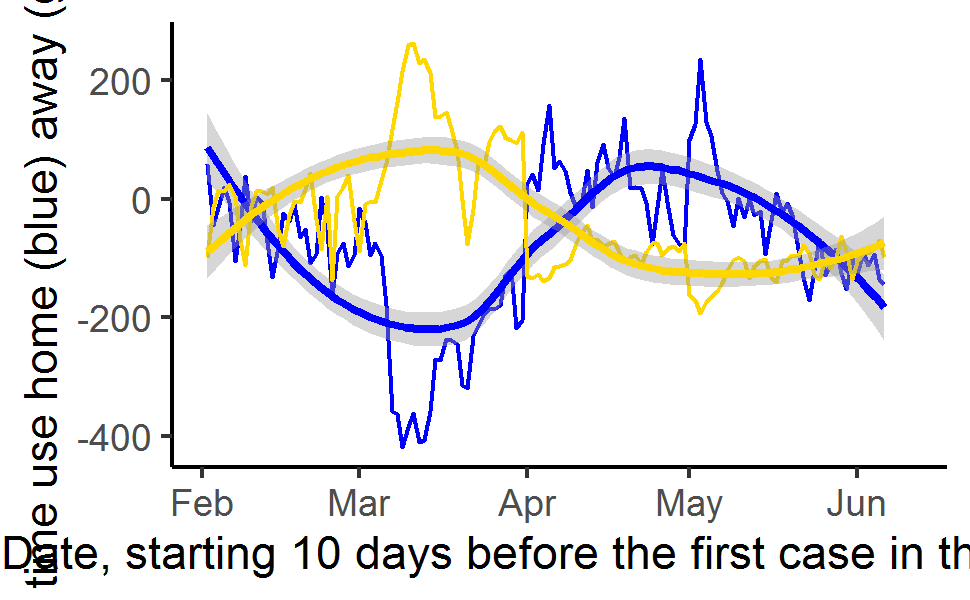 time use home (blue) away (
200
0
-200
-400
Feb Mar Apr May Jun
Date, starting 10 days before the first case in th